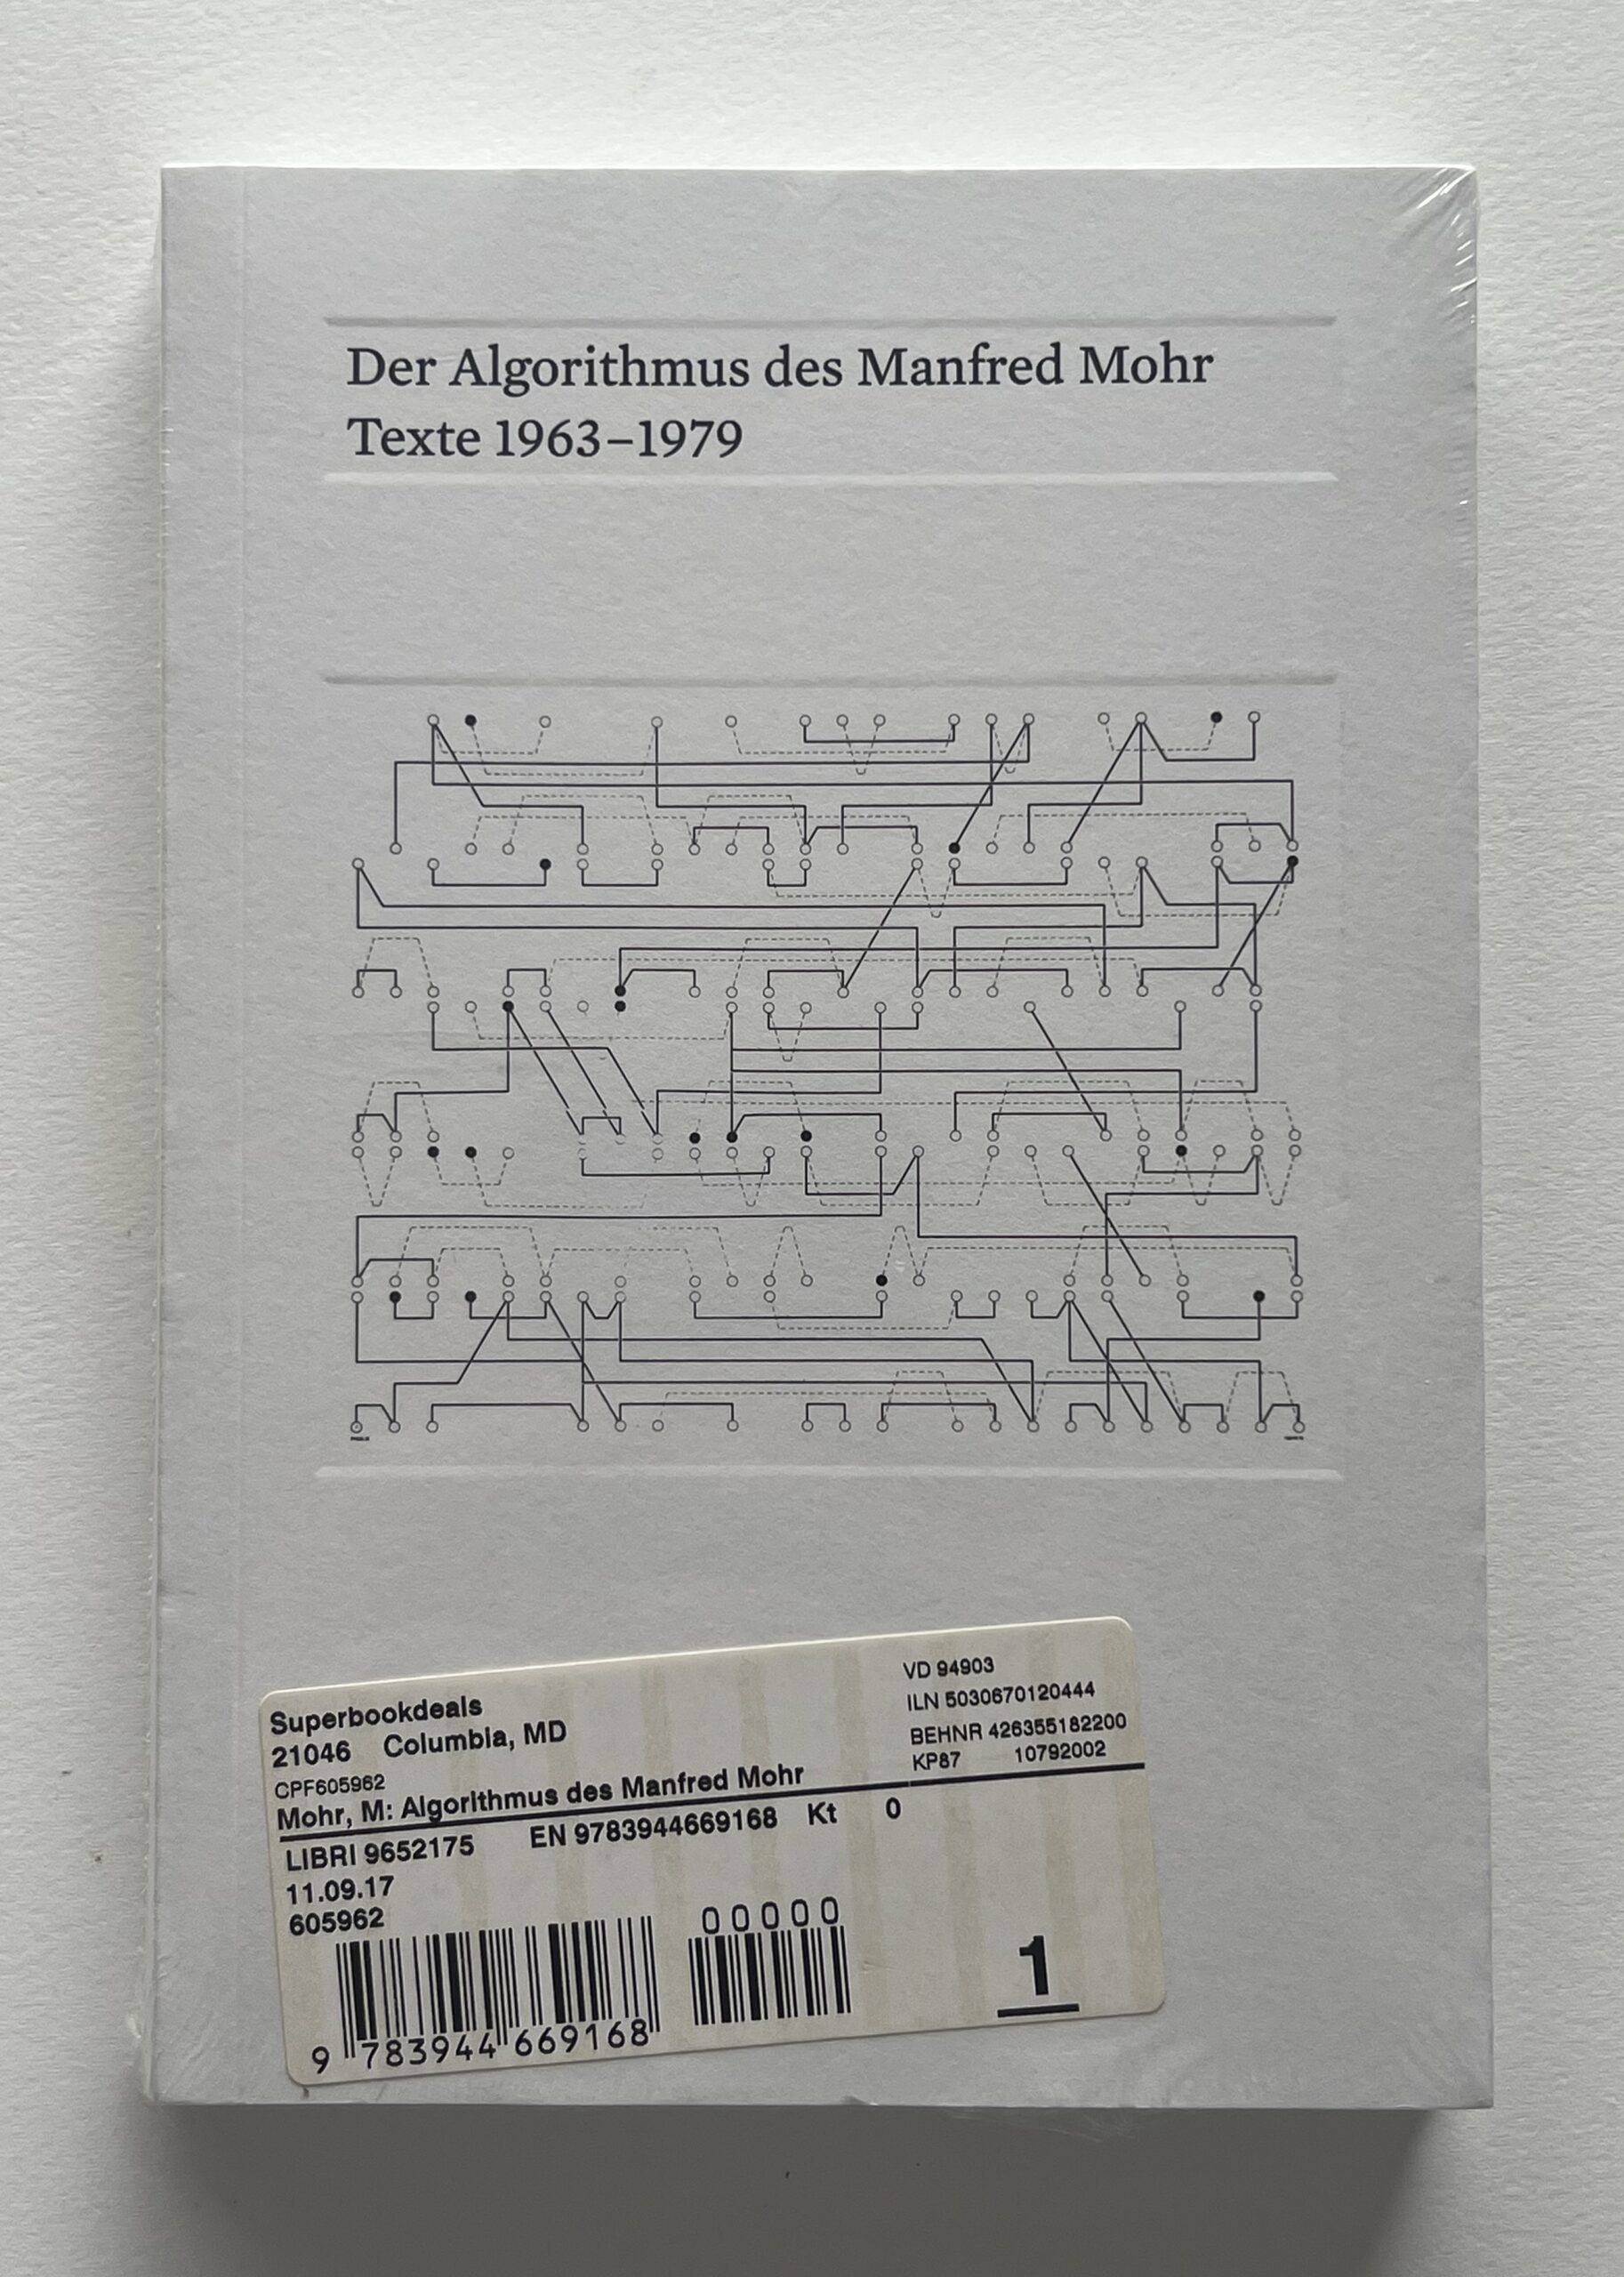 Der Algorithmus des Manfred Mohr
Texte 1963–1979
Superbookdeals
21046 Columbia, MD
CPF605962
Mohr, M: Algorithmus des Manfred Mohr
VD 94903
ILN 5030670120444
BEHNR 426355182200
KP87 10792002
LIBRI 9652175 EN 9783944669168 Kt 0
11.09.17
605962
00000
9 783944 669168
1